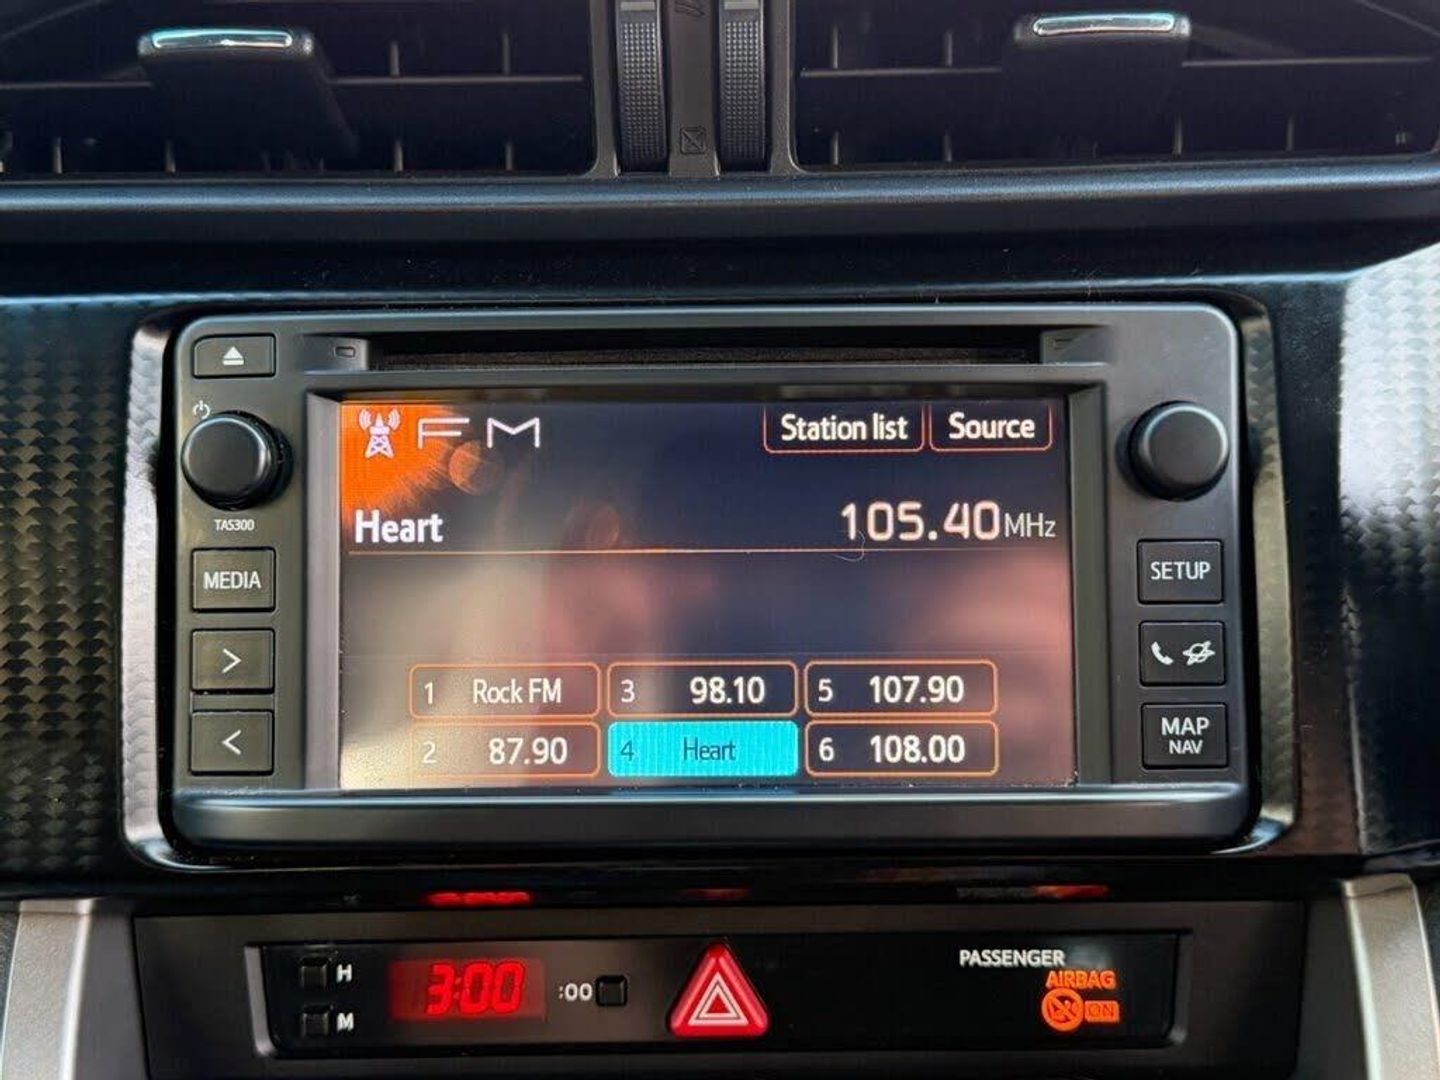 FM
Station list
Source
TAS300
Heart
105.40MHz
MEDIA
SETUP
MAP
NAV
1 Rock FM
3 98.10
5 107.90
2 87.90
4 Heart
6 108.00
H
M
3:00
:00
PASSENGER
AIRBAG
ON